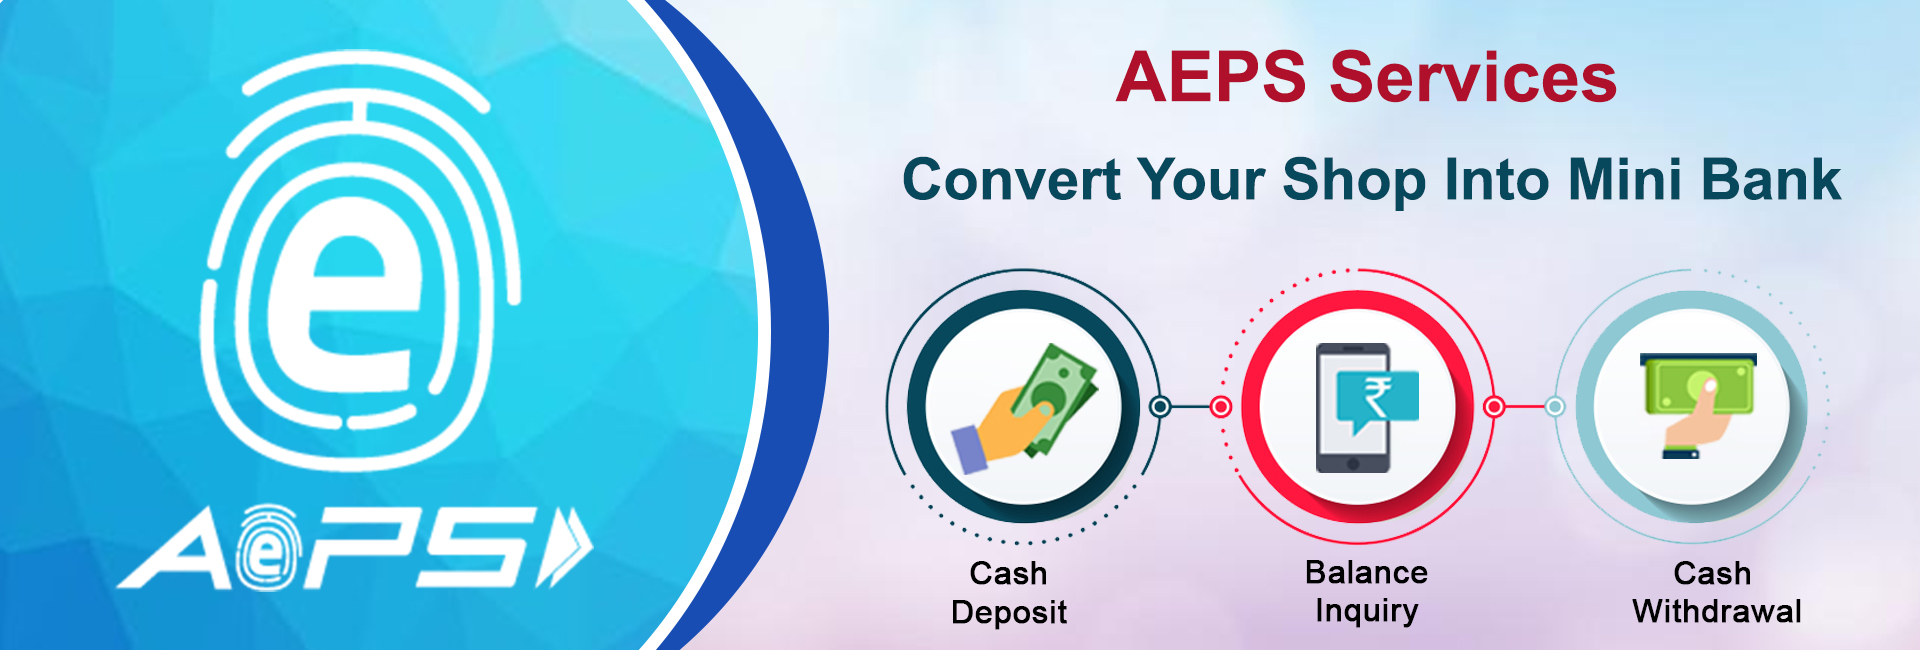 e
AePS
AEPS Services
Convert Your Shop Into Mini Bank
₹
Cash
Deposit
Balance
Inquiry
Cash
Withdrawal